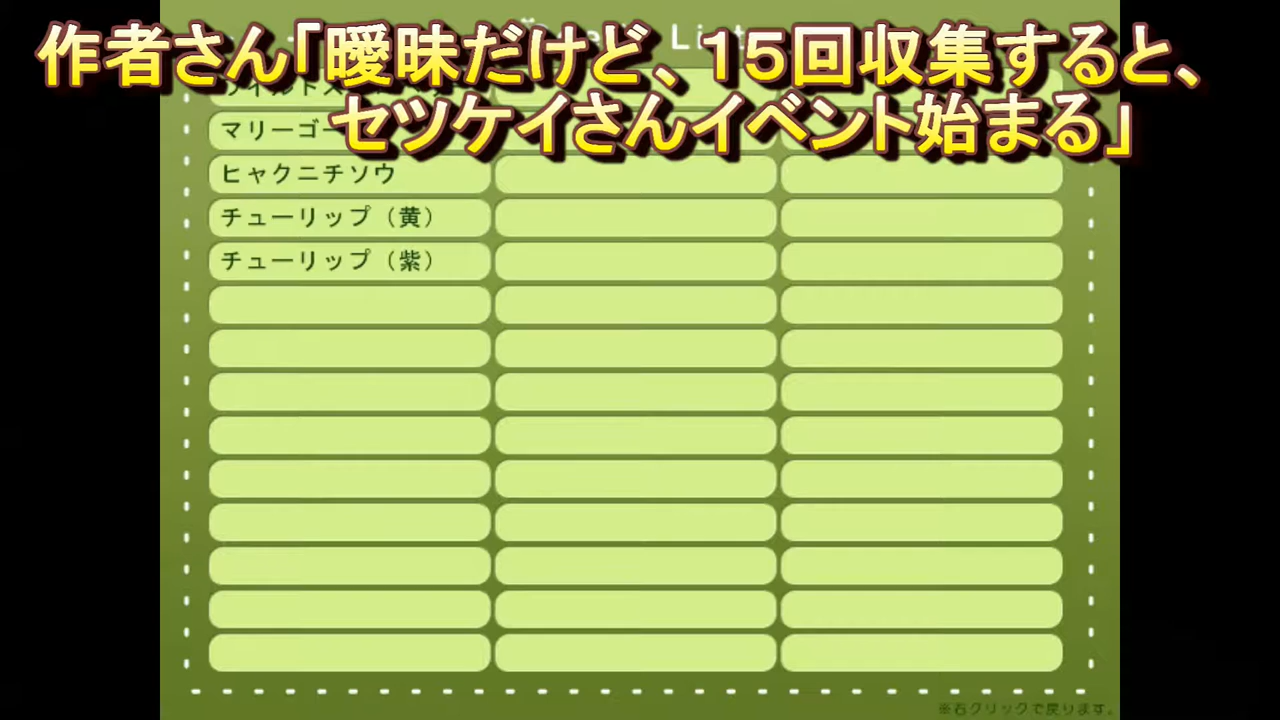 作者さん「曖昧だけど、15回収集すると、
セツケイさんイベント始まる」
マリーゴー
ヒャクニチソウ
チューリップ（黄）
チューリップ（紫）
※右クリックで戻ります。